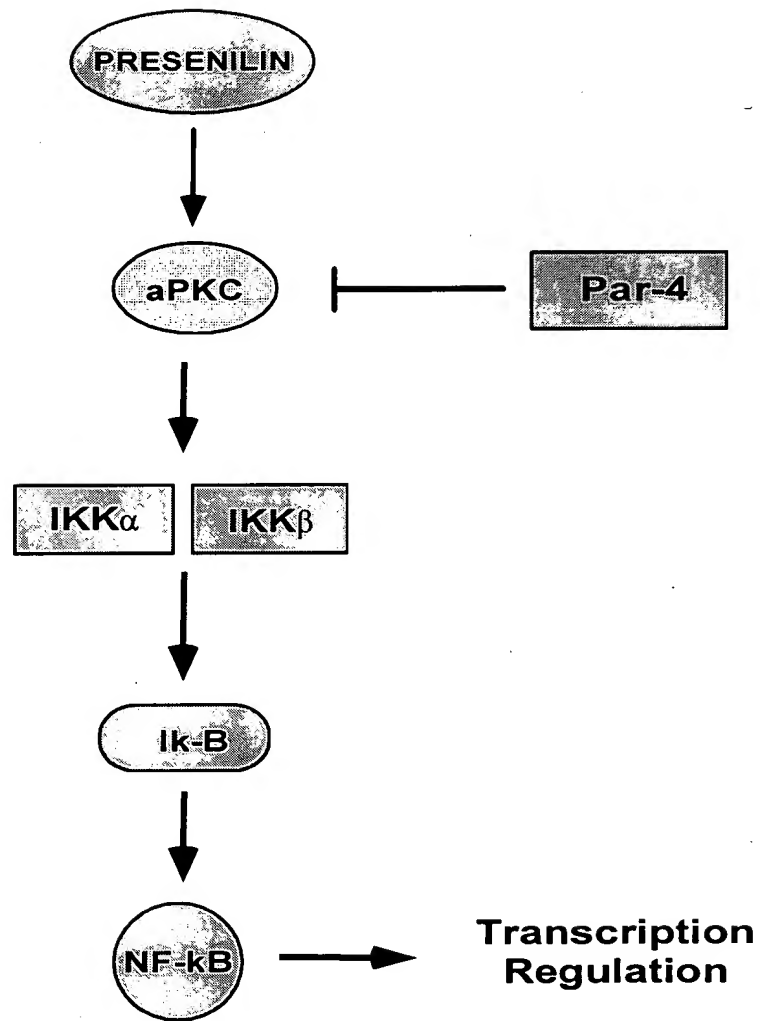 PRESENILIN
aPKC
Par-4
IKKα
IKKβ
Ik-B
NF-kB
Transcription
Regulation